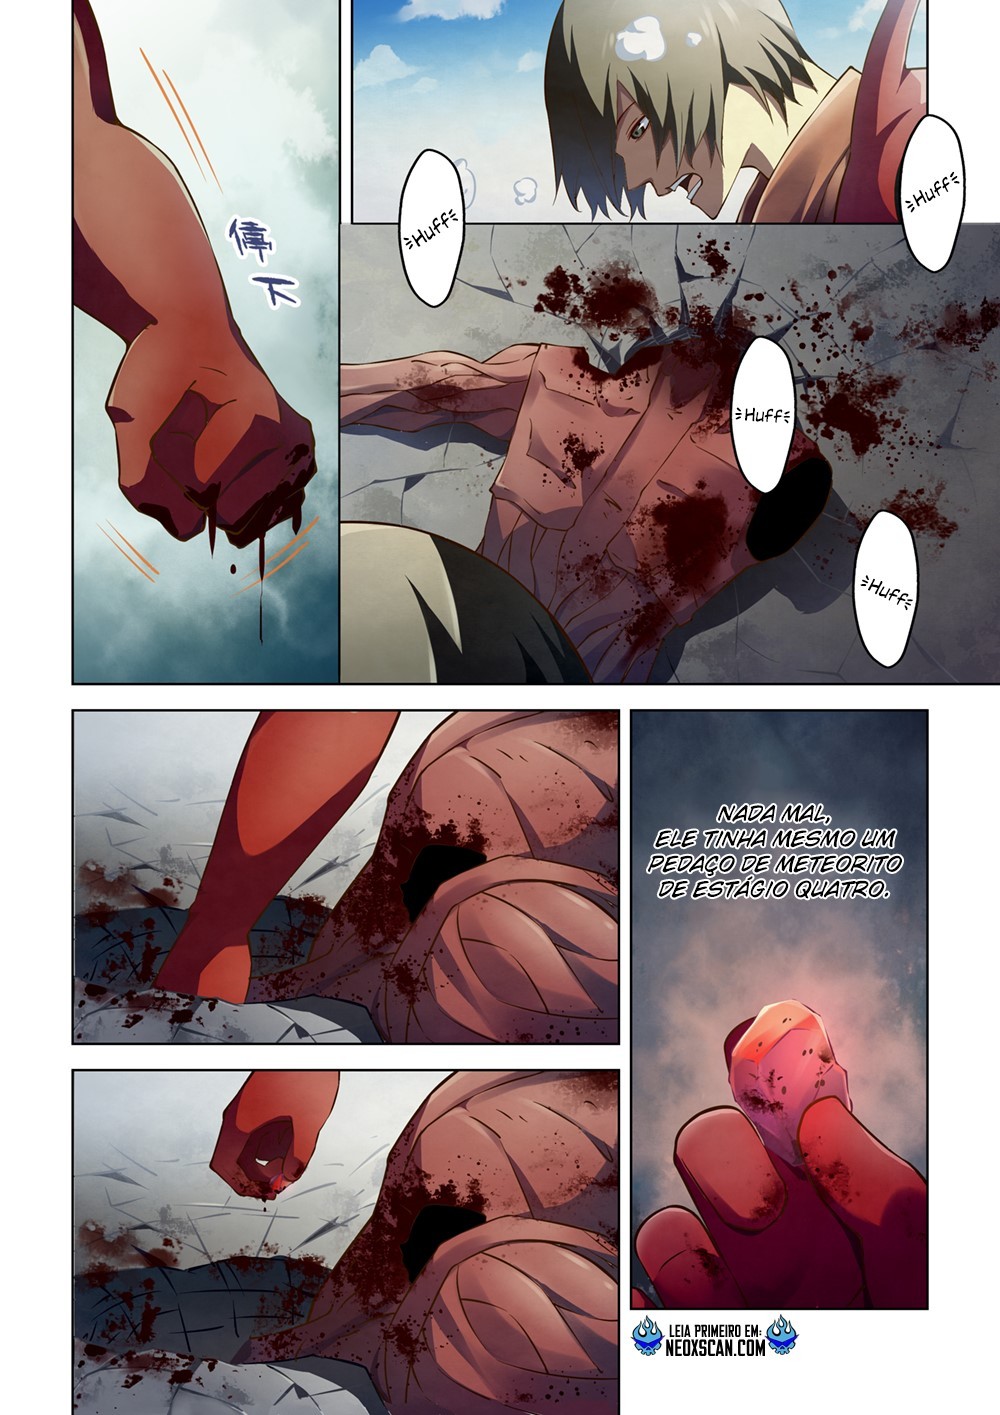 停
下
Huff
Huff
Huff
Huff
NADA MAL,
ELE TINHA MESMO UM
PEDAÇO DE METEORITO
DE ESTÁGIO QUATRO.
LEIA PRIMEIRO EM:
NEOXSCAN.COM